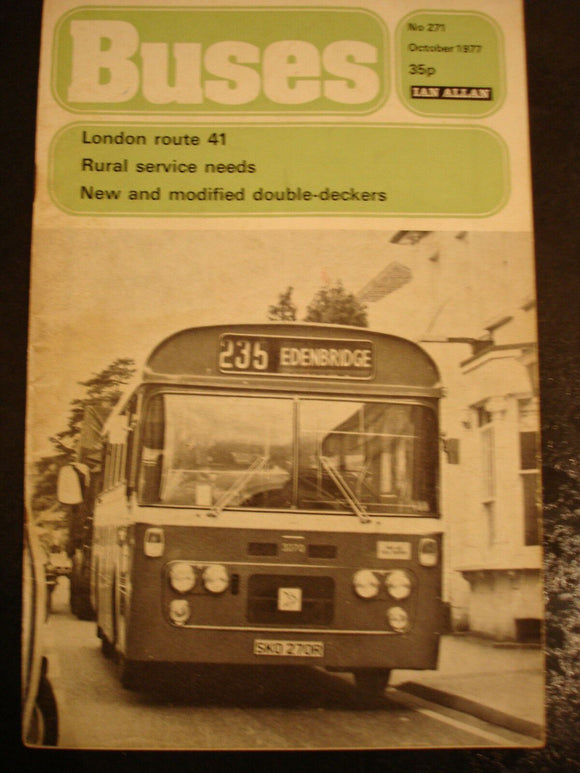 Buses
No 271
October 1977
35p
IAN ALLAN
London route 41
Rural service needs
New and modified double-deckers
235 EDENBRIDGE
SKO 270R